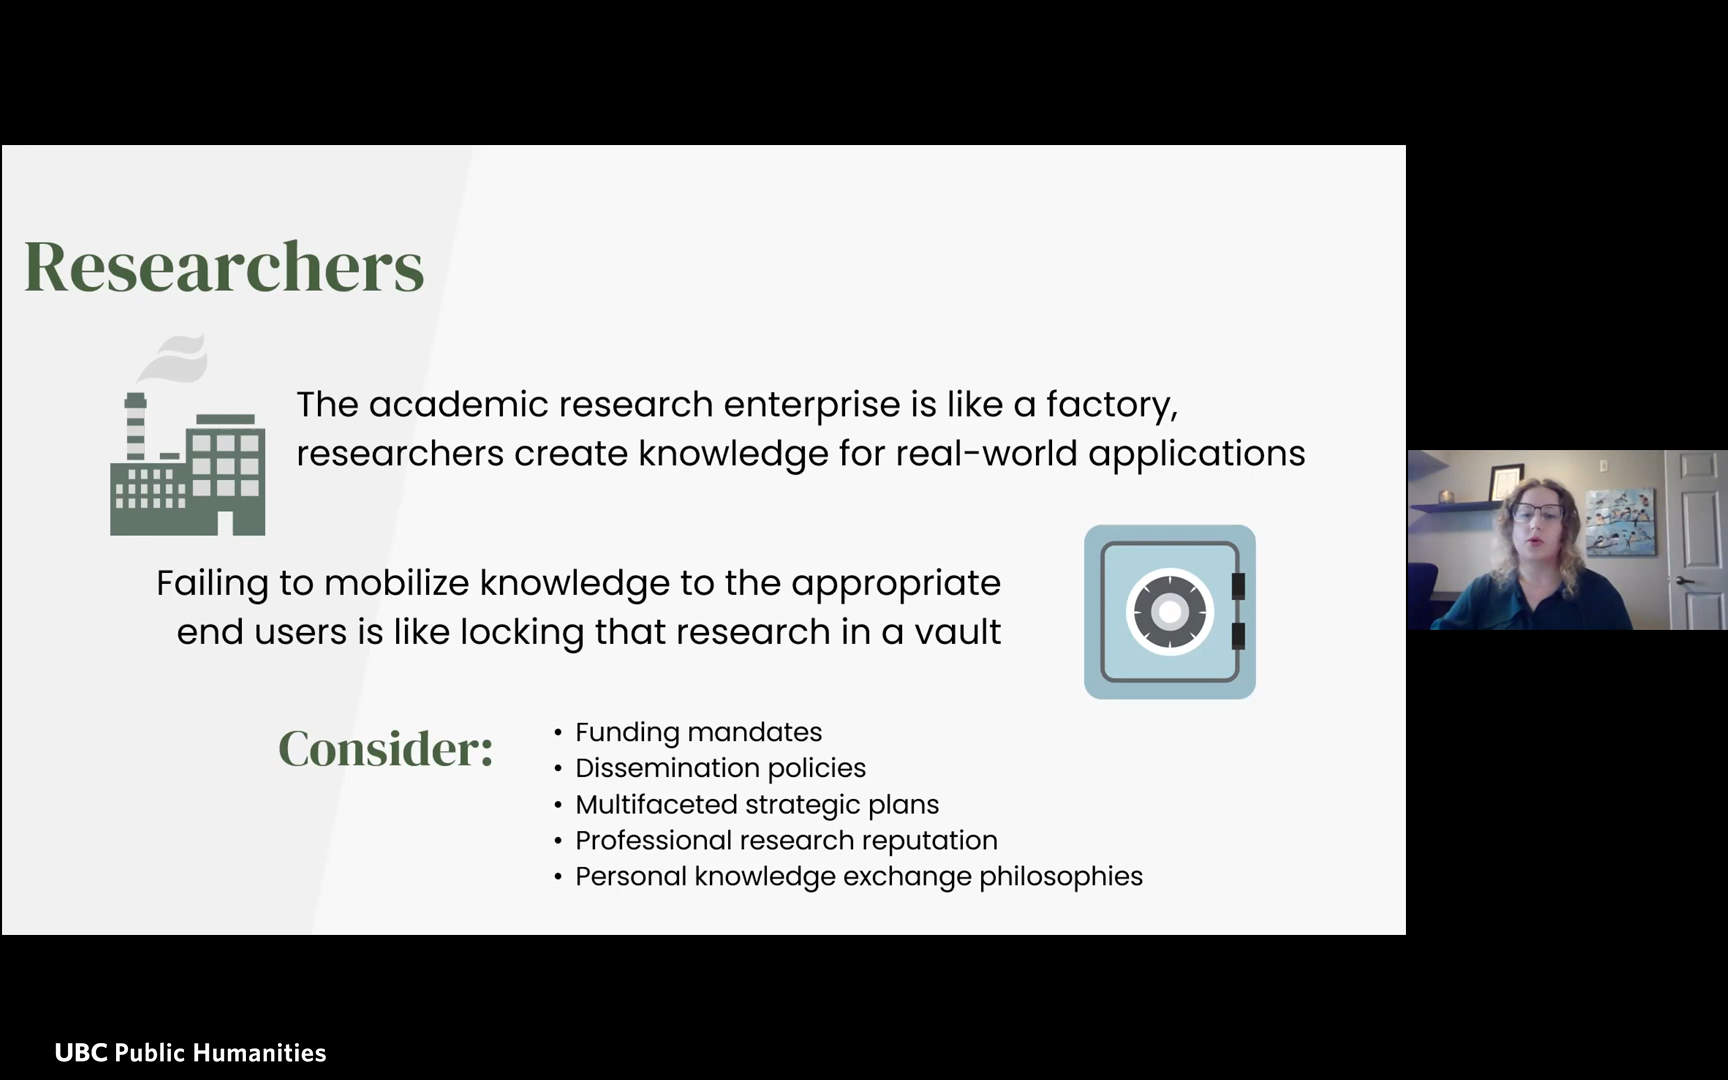 Researchers
The academic research enterprise is like a factory,
researchers create knowledge for real-world applications
Failing to mobilize knowledge to the appropriate
end users is like locking that research in a vault
Consider:
• Funding mandates
• Dissemination policies
• Multifaceted strategic plans
• Professional research reputation
• Personal knowledge exchange philosophies
UBC Public Humanities